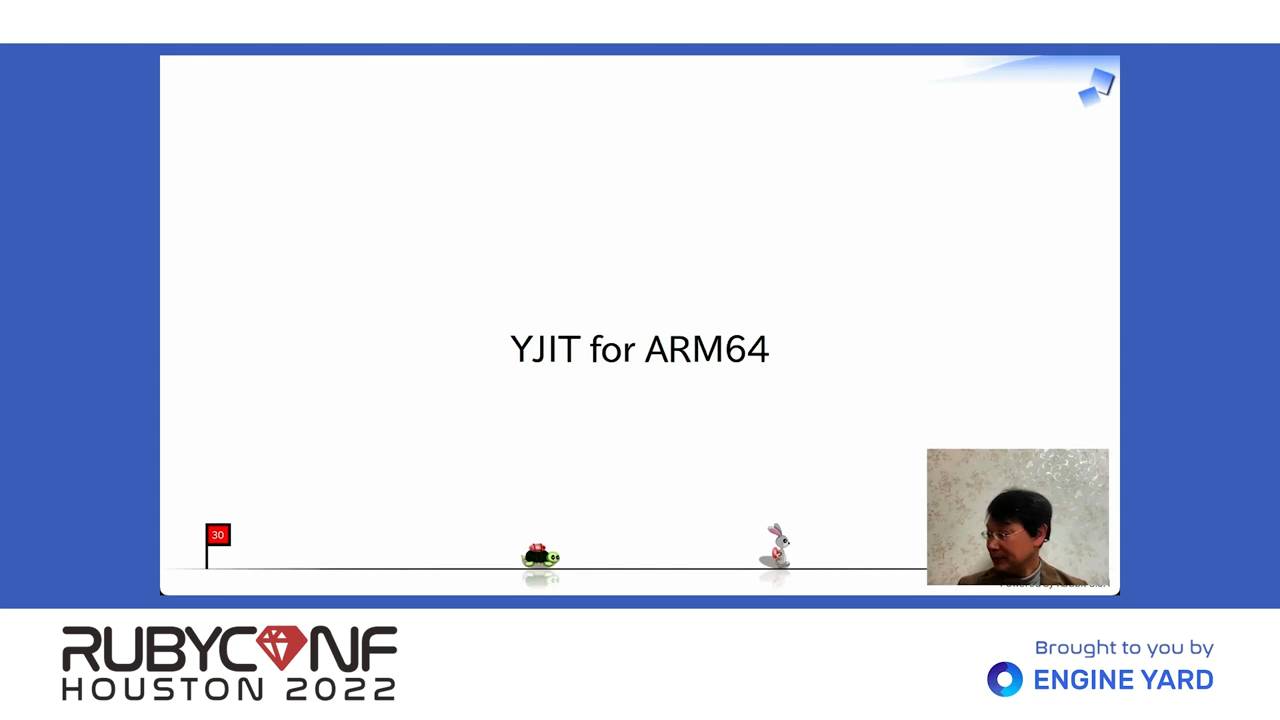 YJIT for ARM64
30
RUBYCONF
HOUSTON 2022
Brought to you by
ENGINE YARD